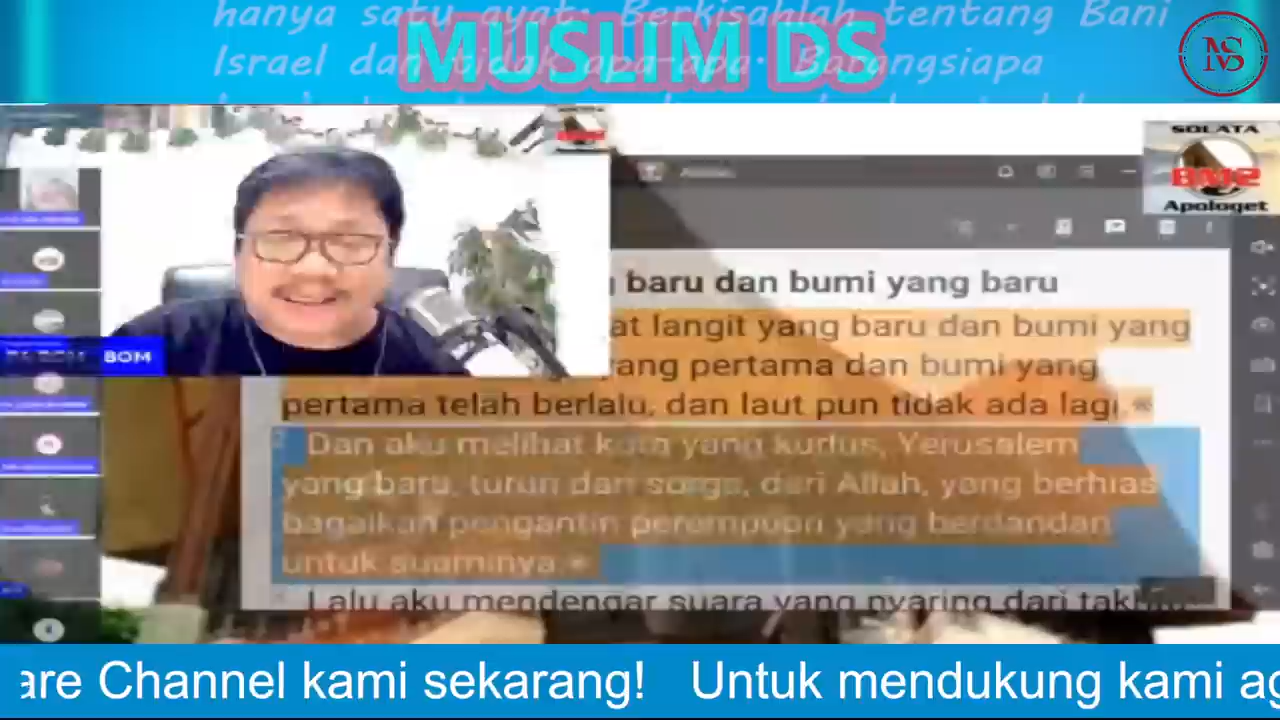 hanya satu ayat. Berkisahlah tentang Bani
Israel dan tidak apa-apa. Barangsiapa
MUSLIM DS
MS
SOLATA
BMZ
Apologet
baru dan bumi yang baru
at langit yang baru dan bumi yang
yang pertama dan bumi yang
pertama telah berlalu, dan laut pun tidak ada lagi.
2 Dan aku melihat kota yang kudus, Yerusalem
yang baru, turun dari sorga, dari Allah, yang berhias
bagaikan pengantin perempuan yang berdandan
untuk suaminya.
Lalu aku mendengar suara yang nyaring dari takhta
BOM
are Channel kami sekarang! Untuk mendukung kami ag